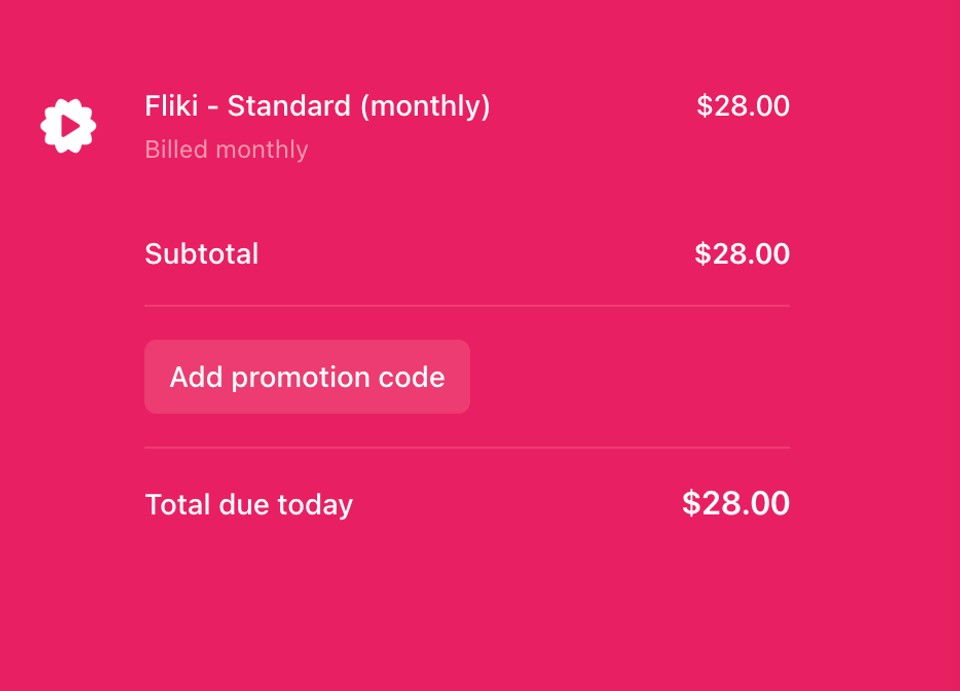 Fliki - Standard (monthly) $28.00
Billed monthly
Subtotal $28.00
Add promotion code
Total due today $28.00